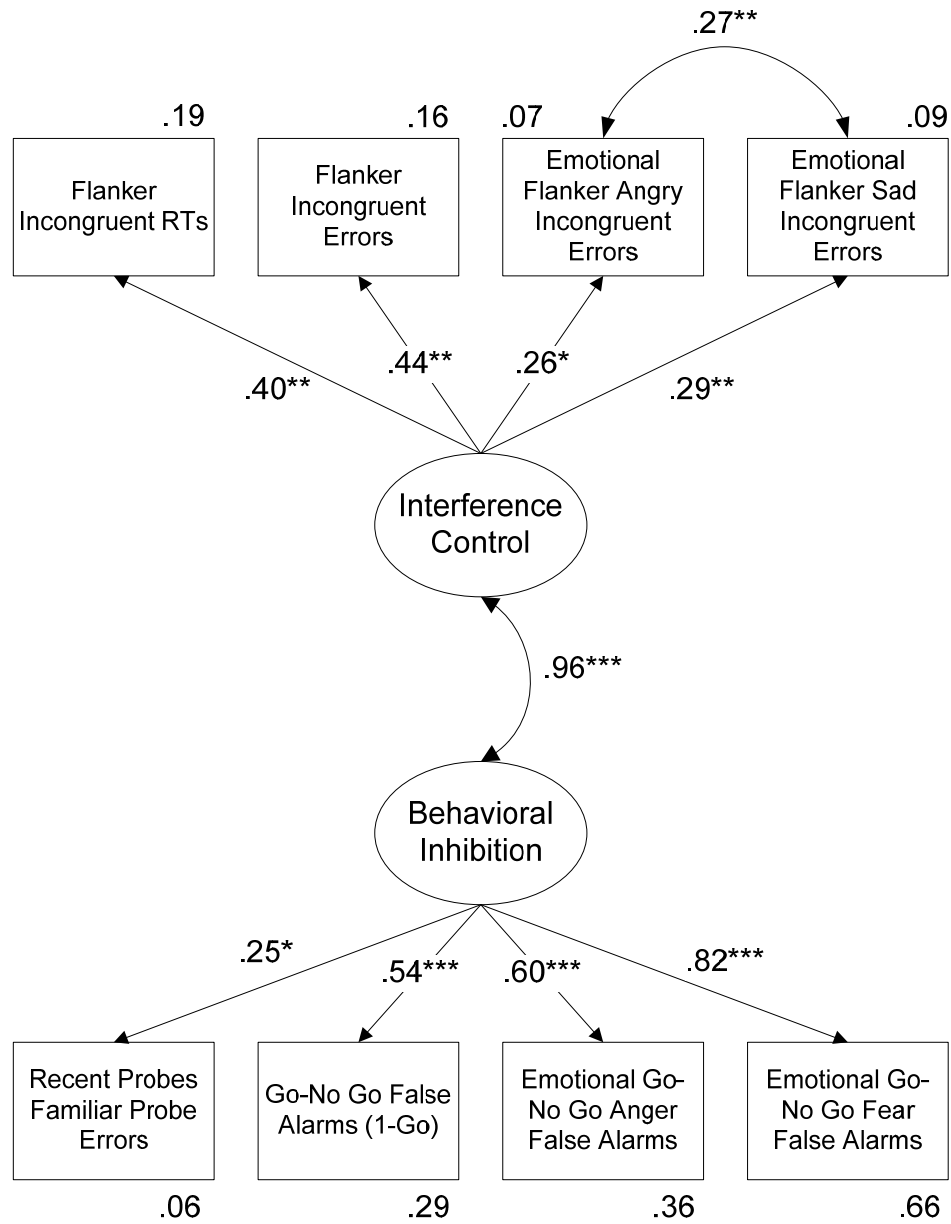 .27**
.19
.16
.07
.09
Flanker
Incongruent RTs
Flanker
Incongruent
Errors
Emotional
Flanker Angry
Incongruent
Errors
Emotional
Flanker Sad
Incongruent
Errors
.40**
.44**
.26*
.29**
Interference
Control
.96***
Behavioral
Inhibition
.25*
.54***
.60***
.82***
Recent Probes
Familiar Probe
Errors
Go-No Go False
Alarms (1-Go)
Emotional Go-
No Go Anger
False Alarms
Emotional Go-
No Go Fear
False Alarms
.06
.29
.36
.66